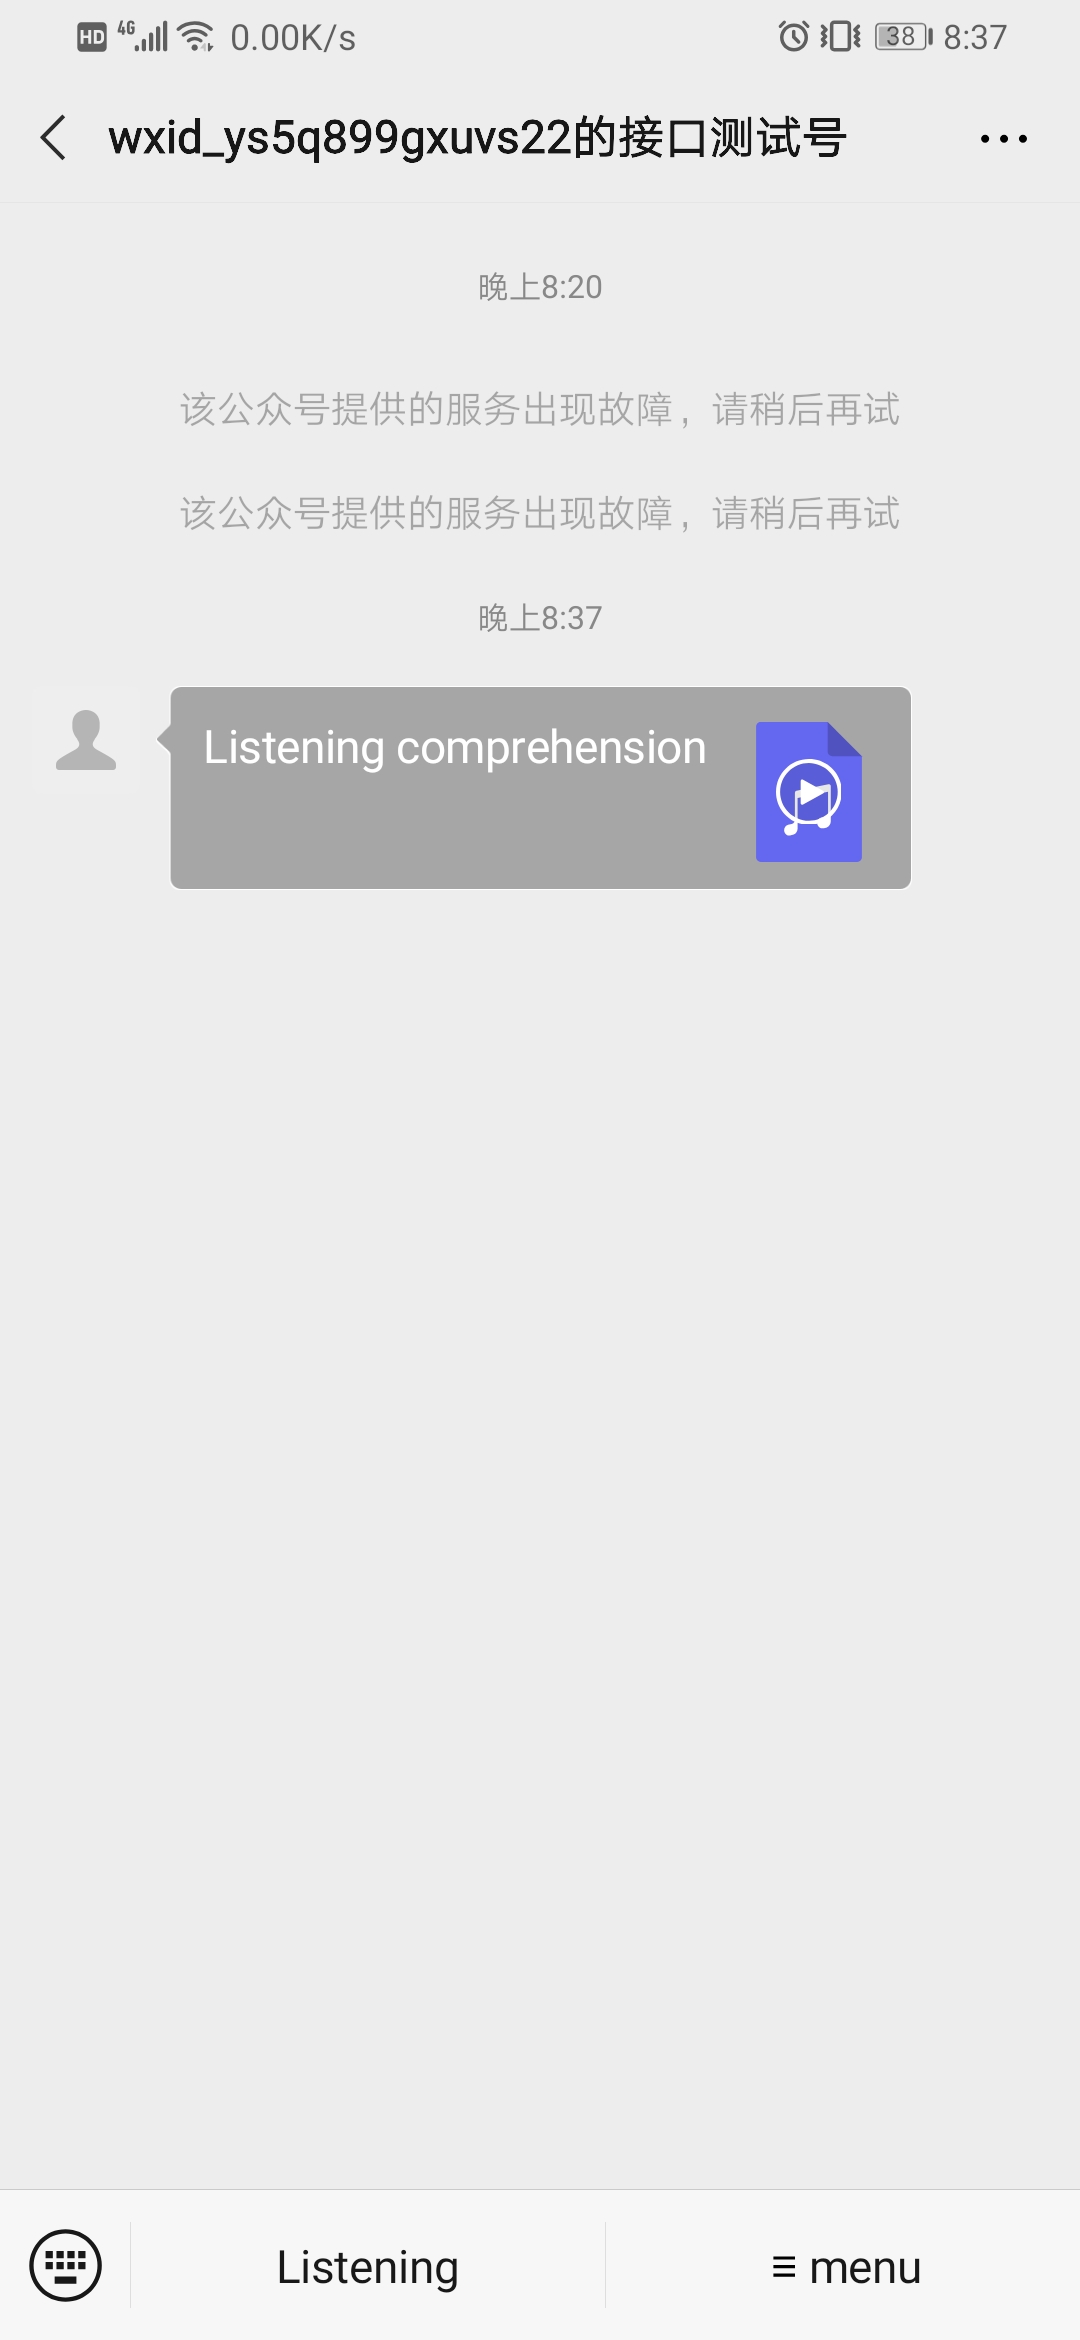 HD 4G 0.00K/s 38 8:37
wxid_ys5q899gxuvs22的接口测试号
晚上8:20
该公众号提供的服务出现故障，请稍后再试
该公众号提供的服务出现故障，请稍后再试
晚上8:37
Listening comprehension
Listening menu